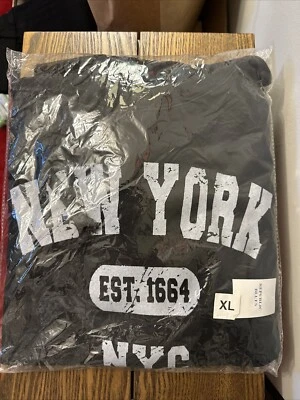 NEW YORK
EST. 1664
XL
NYC